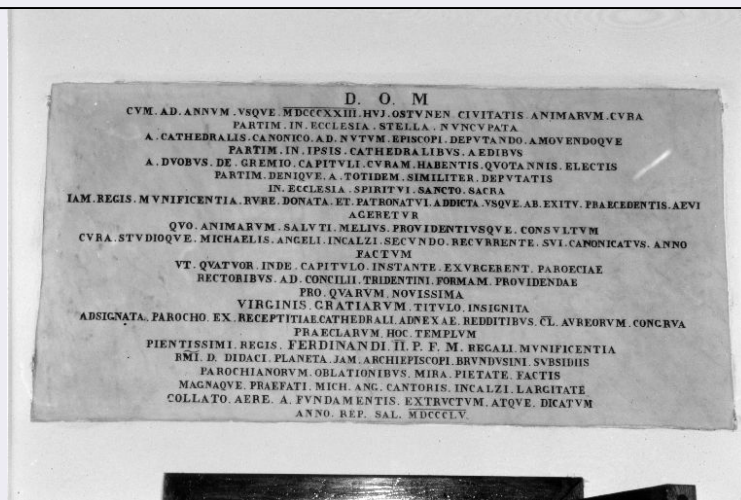 D. O. M
CVM. AD. ANNVM. VSQVE. MDCCCXXIII. HVJ. OSTVNEN. CIVITATIS. ANIMARVM. CVRA
PARTIM. IN. ECCLESIA. STELLA. NVNCVPATA
A. CATHEDRALIS. CANONICO. AD. NVTVM. EPISCOPI. DEPVTANDO. AMOVENDOQVE
PARTIM. IN. IPSIS. CATHEDRALIBVS. AEDIBVS
A. DVOBVS. DE. GREMIO. CAPITVLI. CVRAM. HABENTIS. QVOTANNIS. ELECTIS
PARTIM. DENIQVE. A. TOTIDEM. SIMILITER. DEPVTATIS
IN. ECCLESIA. SPIRITVI. SANCTO. SACRA
IAM. REGIS. MVNIFICENTIA. RVRE. DONATA. ET. PATRONATVI. ADDICTA. VSQVE. AB. EXITV. PRAECEDENTIS. AEVI
AGERETVR
QVO. ANIMARVM. SALVTI. MELIVS. PROVIDENTIVSQVE. CONSVLTVM
CVRA. STVDIOQVE. MICHAELIS. ANGELI. INCALZI. SECVNDO. RECVRRENTE. SVI. CANONICATVS. ANNO
FACTVM
VT. QVATVOR. INDE. CAPITVLO. INSTANTE. EXVRGERENT. PAROECIAE
RECTORIBVS. AD. CONCILII. TRIDENTINI. FORMAM. PROVIDENDAE
PRO. QVARVM. NOVISSIMA
VIRGINIS. GRATIARVM. TITVLO. INSIGNITA
ADSIGNATA. PAROCHO. EX. RECEPTITIAE. CATHEDRALI. ADNEXAE. REDDITIBVS. CL. AVREORVM. CONGRVA
PRAECLARVM. HOC. TEMPLVM
PIENTISSIMI. REGIS. FERDINANDI. II. P. F. M. REGALI. MVNIFICENTIA
RMI. D. DIDACI. PLANETA. JAM. ARCHIEPISCOPI. BRVNDVSINI. SVBSIDIIS
PAROCHIANORVM. OBLATIONIBVS. MIRA. PIETATE. FACTIS
MAGNAQVE. PRAEFATI. MICH. ANG. CANTORIS. INCALZI. LARGITATE
COLLATO. AERE. A. FVNDAMENTIS. EXTRVCTVM. ATQVE. DICATVM
ANNO. REP. SAL. MDCCCLV.